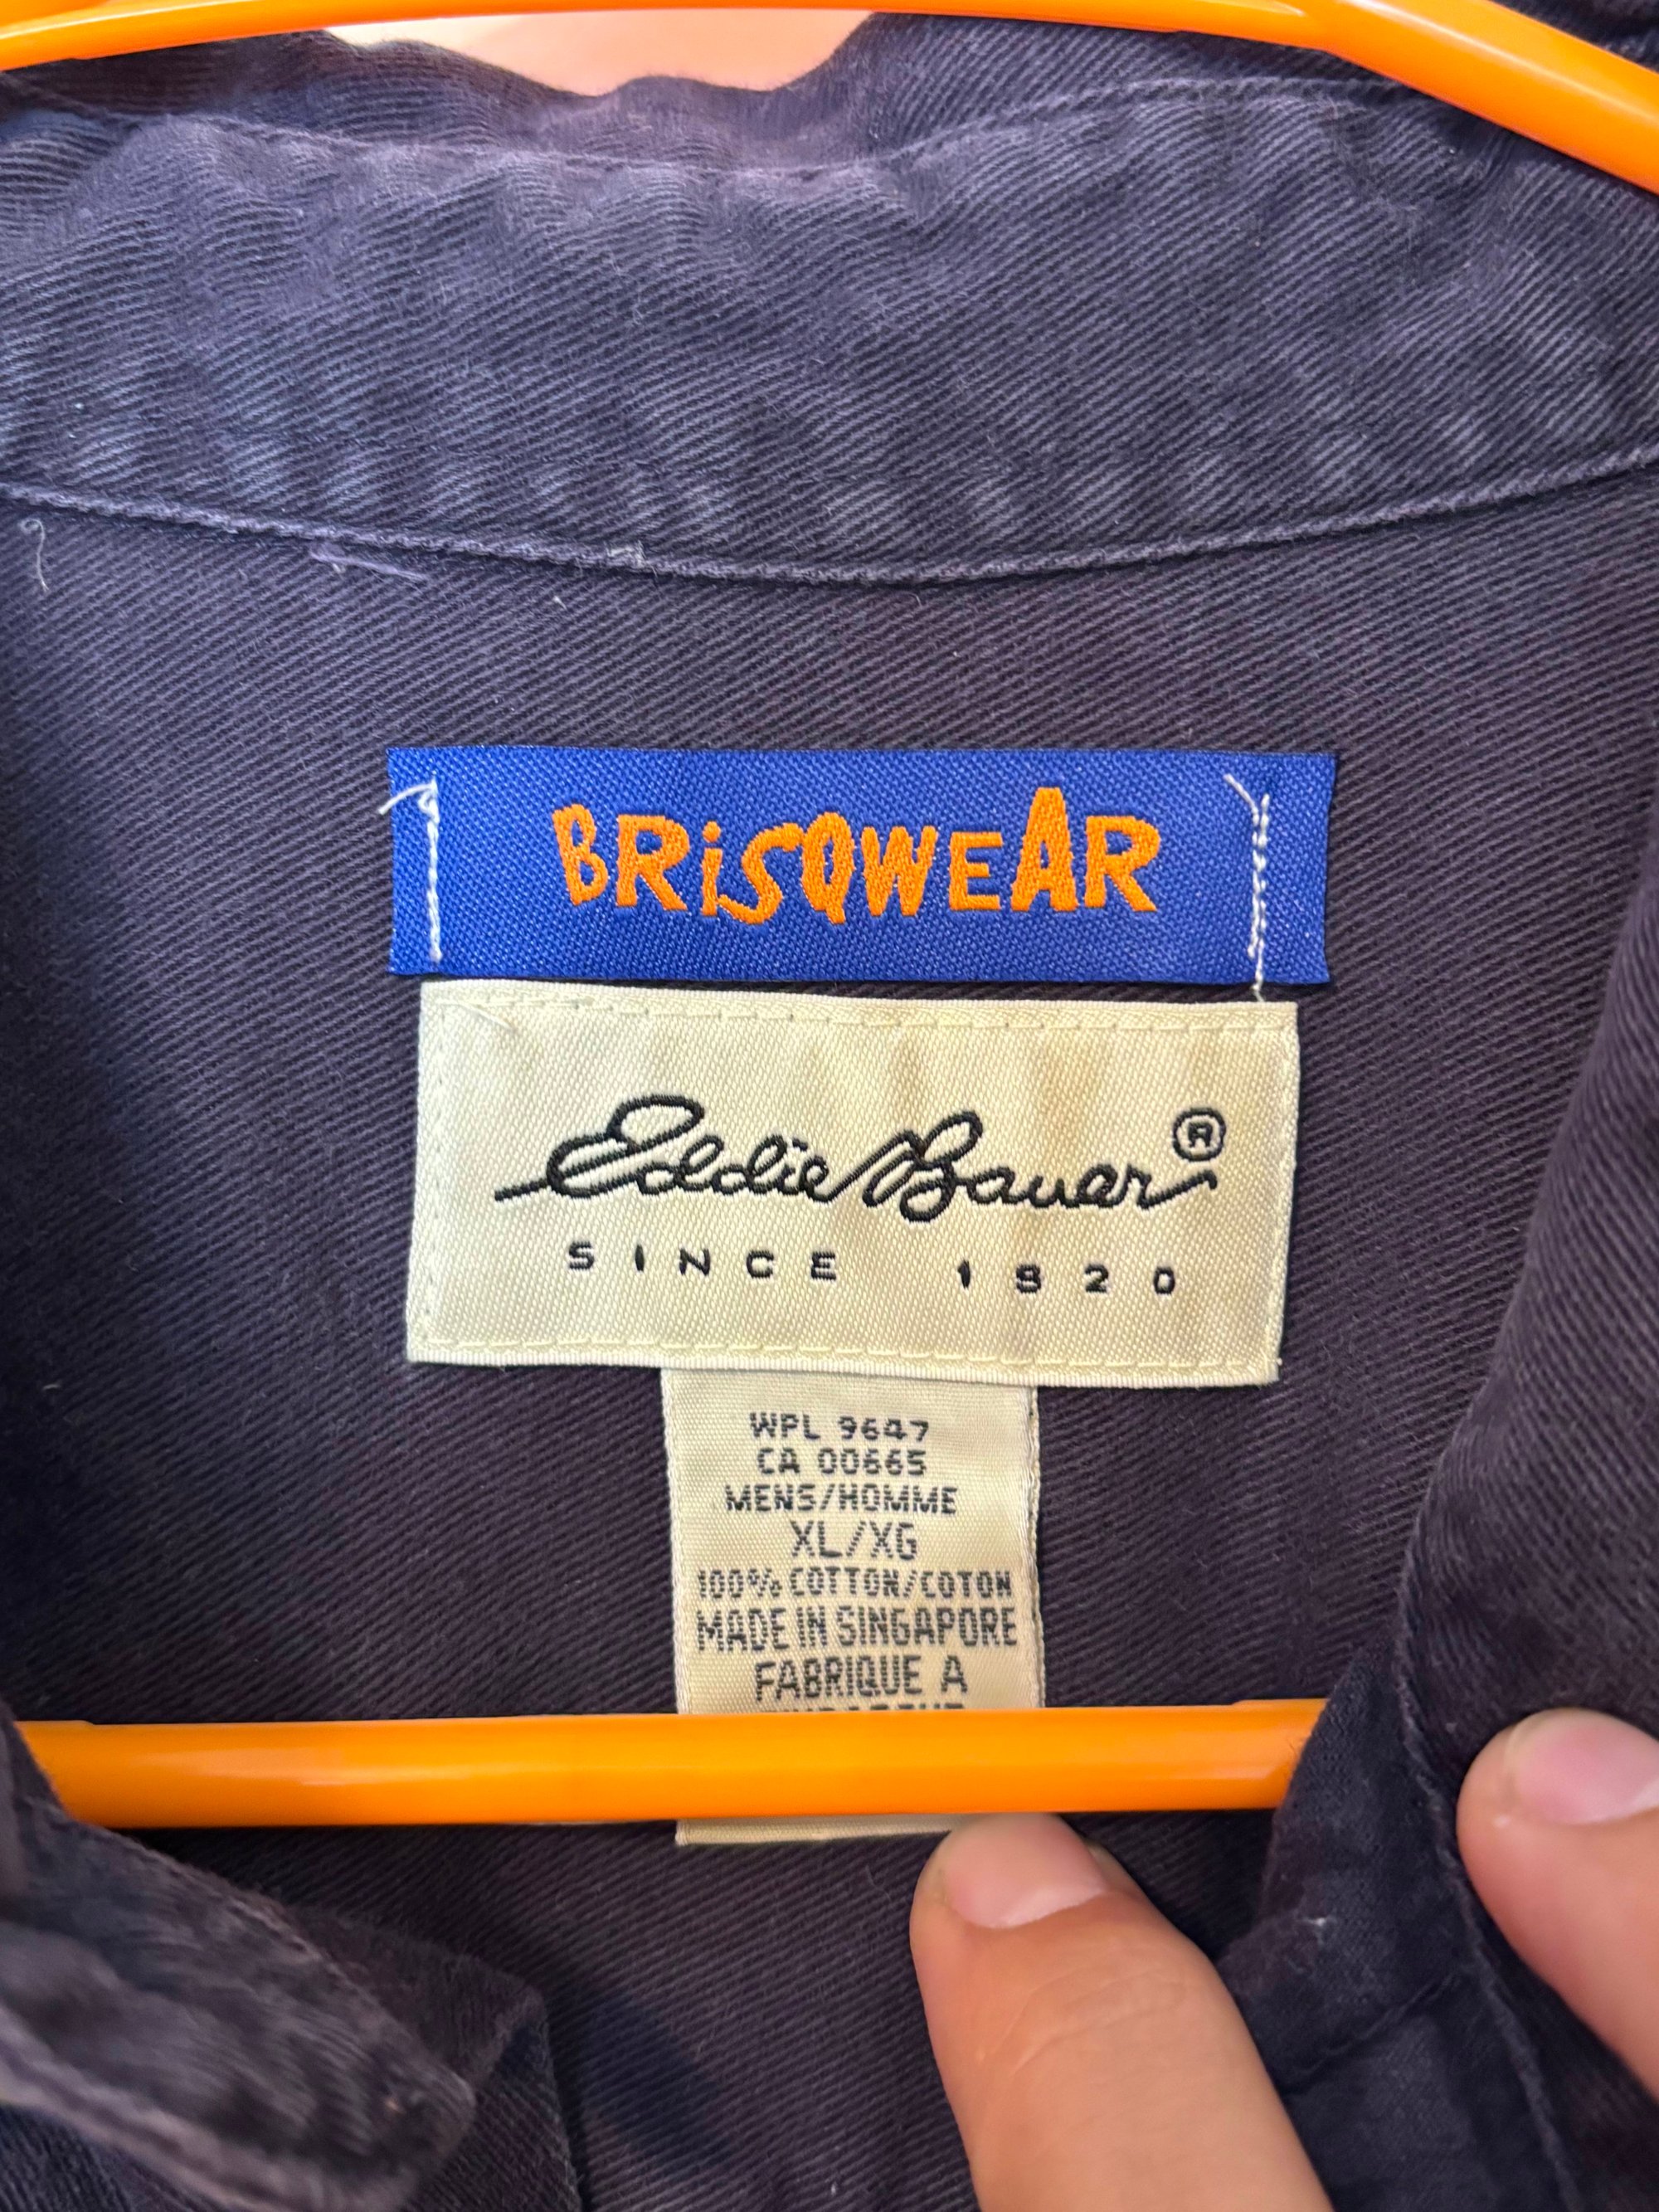 BRiSQWEAR
Eddie Bauer®
SINCE 1920
WPL 9647
CA 00665
MENS/HOMME
XL/XG
100% COTTON/COTON
MADE IN SINGAPORE
FABRIQUE A